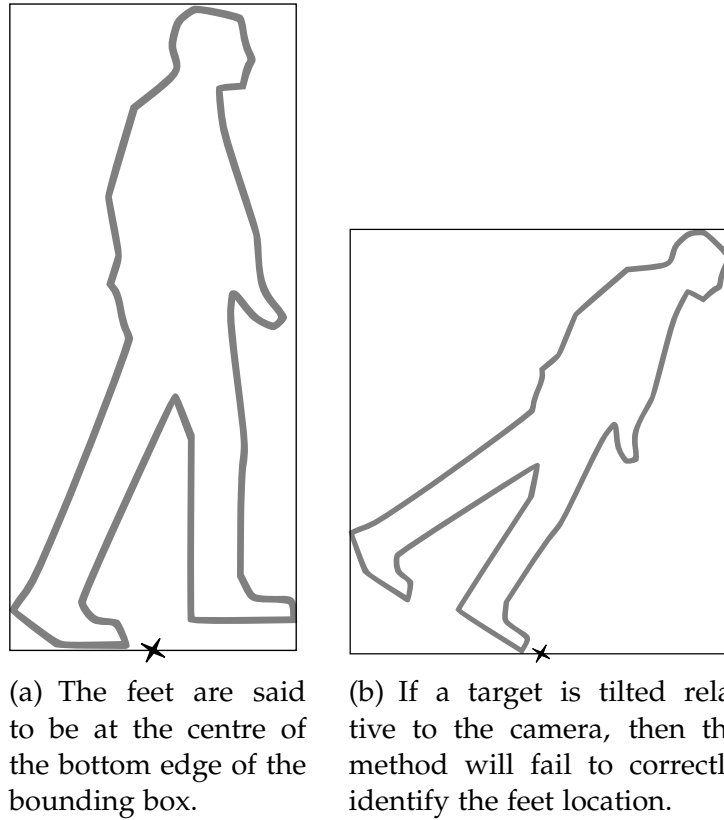 (a) The feet are said
to be at the centre of
the bottom edge of the
bounding box.
(b) If a target is tilted rela
tive to the camera, then th
method will fail to correctl
identify the feet location.